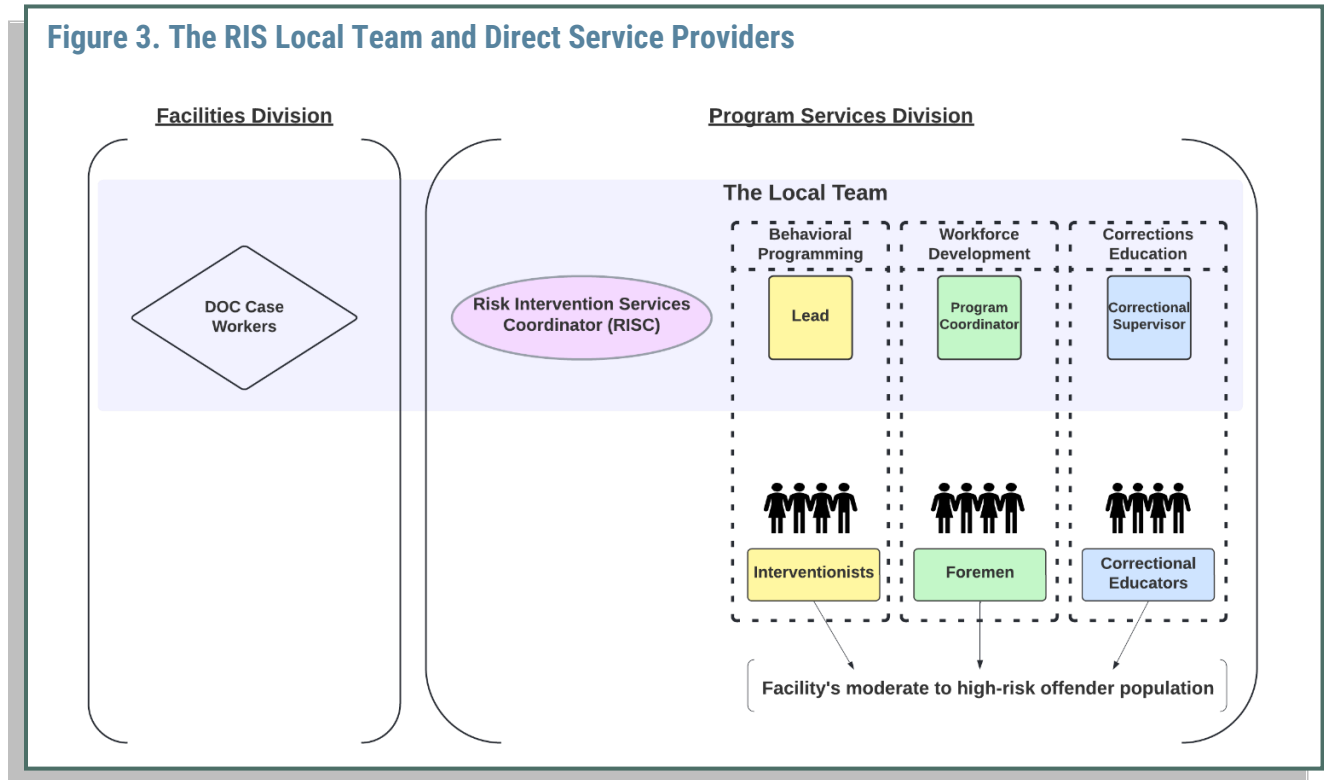 Figure 3. The RIS Local Team and Direct Service Providers
Facilities Division
Program Services Division
The Local Team
DOC Case
Workers
Risk Intervention Services
Coordinator (RISC)
Behavioral
Programming
Lead
Workforce
Development
Program
Coordinator
Corrections
Education
Correctional
Supervisor
Interventionists
Foremen
Correctional
Educators
Facility's moderate to high-risk offender population